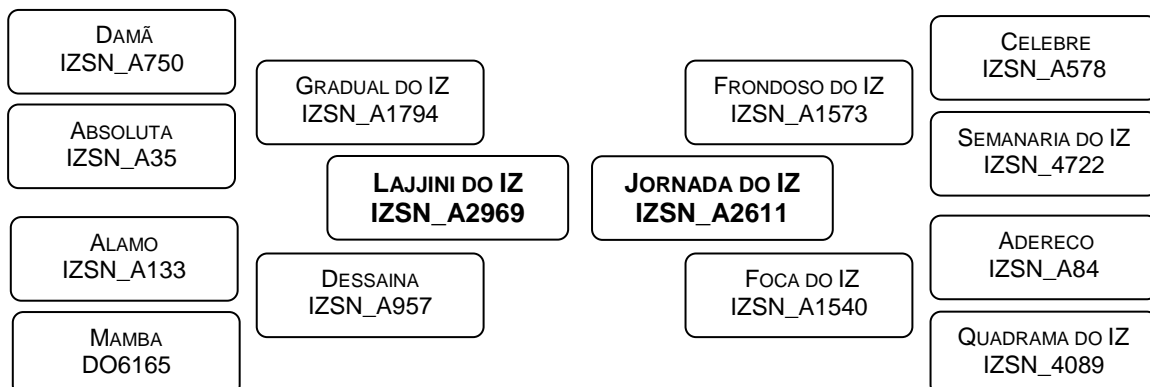 DAMÃ
IZSN_A750
ABSOLUTA
IZSN_A35
ALAMO
IZSN_A133
MAMBA
DO6165
GRADUAL DO IZ
IZSN_A1794
DESSAINA
IZSN_A957
LAJJINI DO IZ
IZSN_A2969
JORNADA DO IZ
IZSN_A2611
FRONDOSO DO IZ
IZSN_A1573
FOCA DO IZ
IZSN_A1540
CELEBRE
IZSN_A578
SEMANARIA DO IZ
IZSN_4722
ADERECO
IZSN_A84
QUADRAMA DO IZ
IZSN_4089